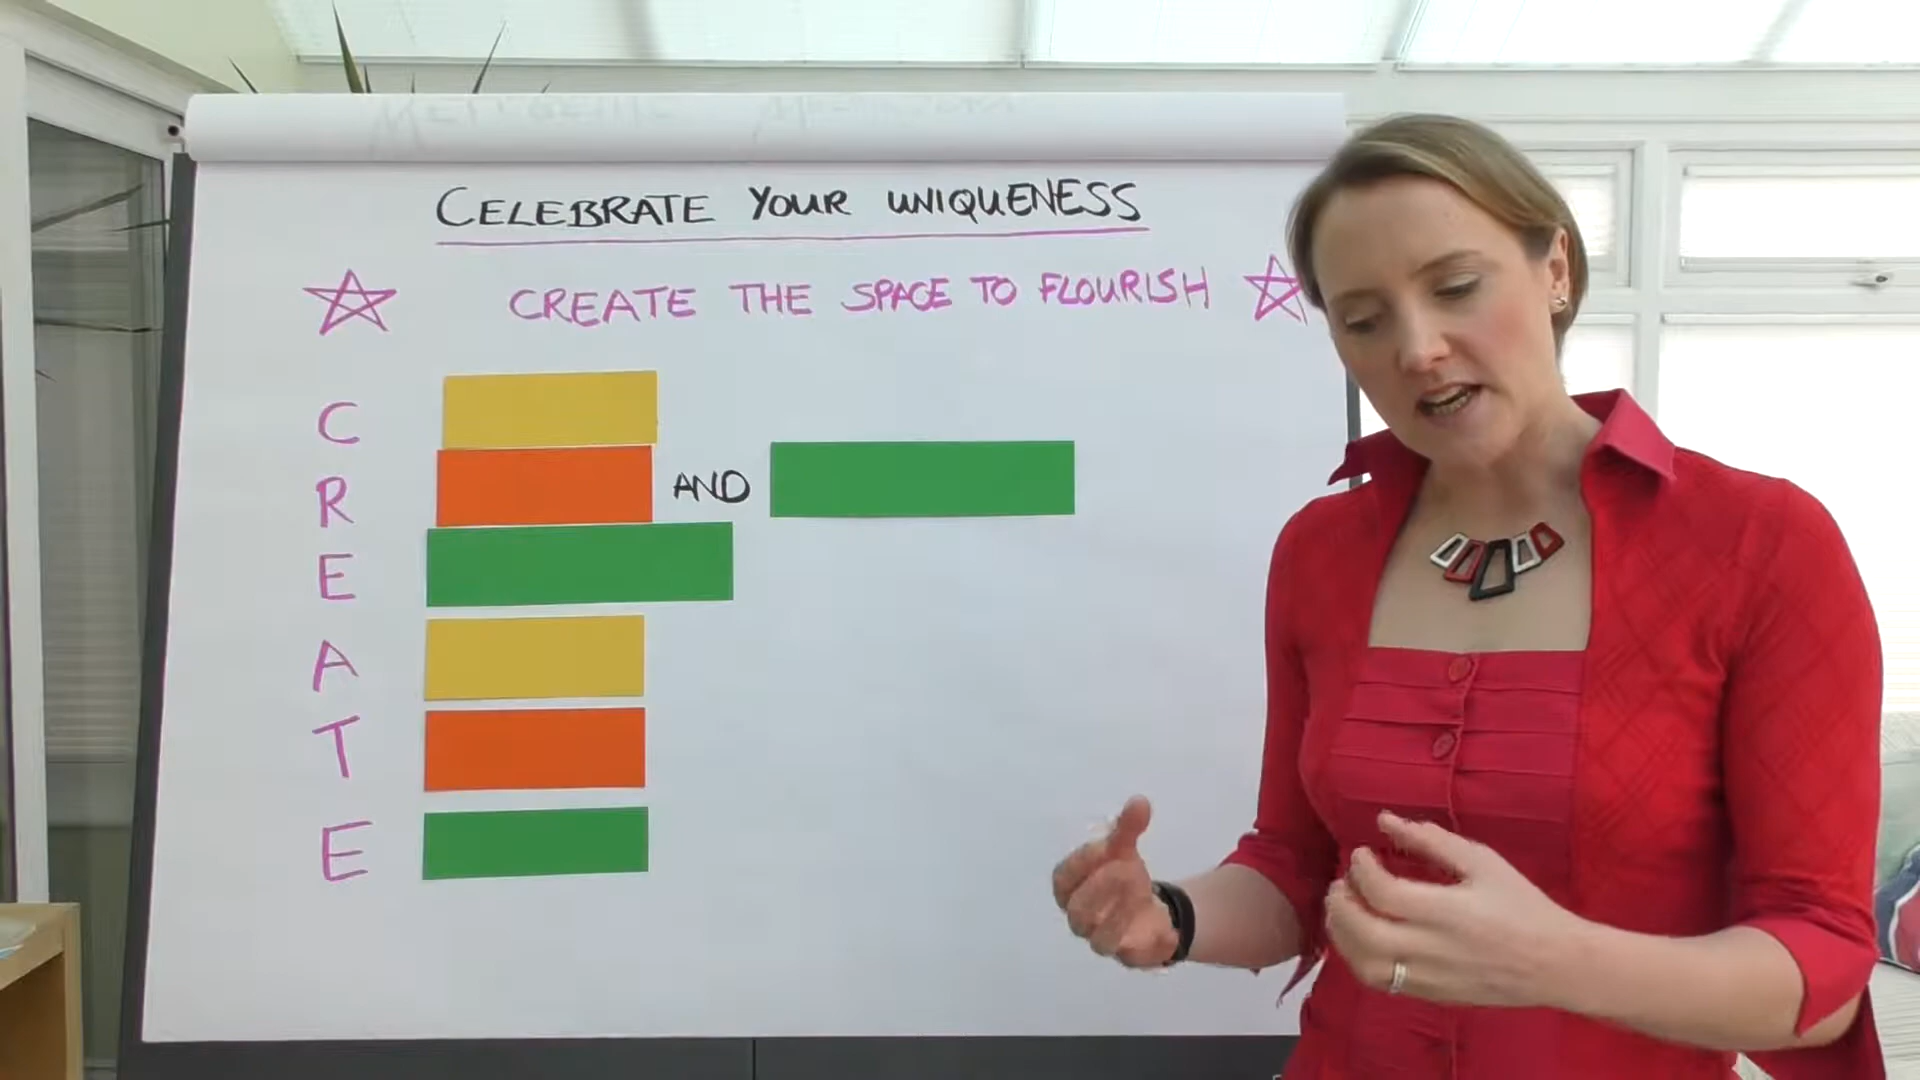 CELEBRATE YOUR UNIQUENESS
CREATE THE SPACE TO FLOURISH
C
R AND
E
A
T
E